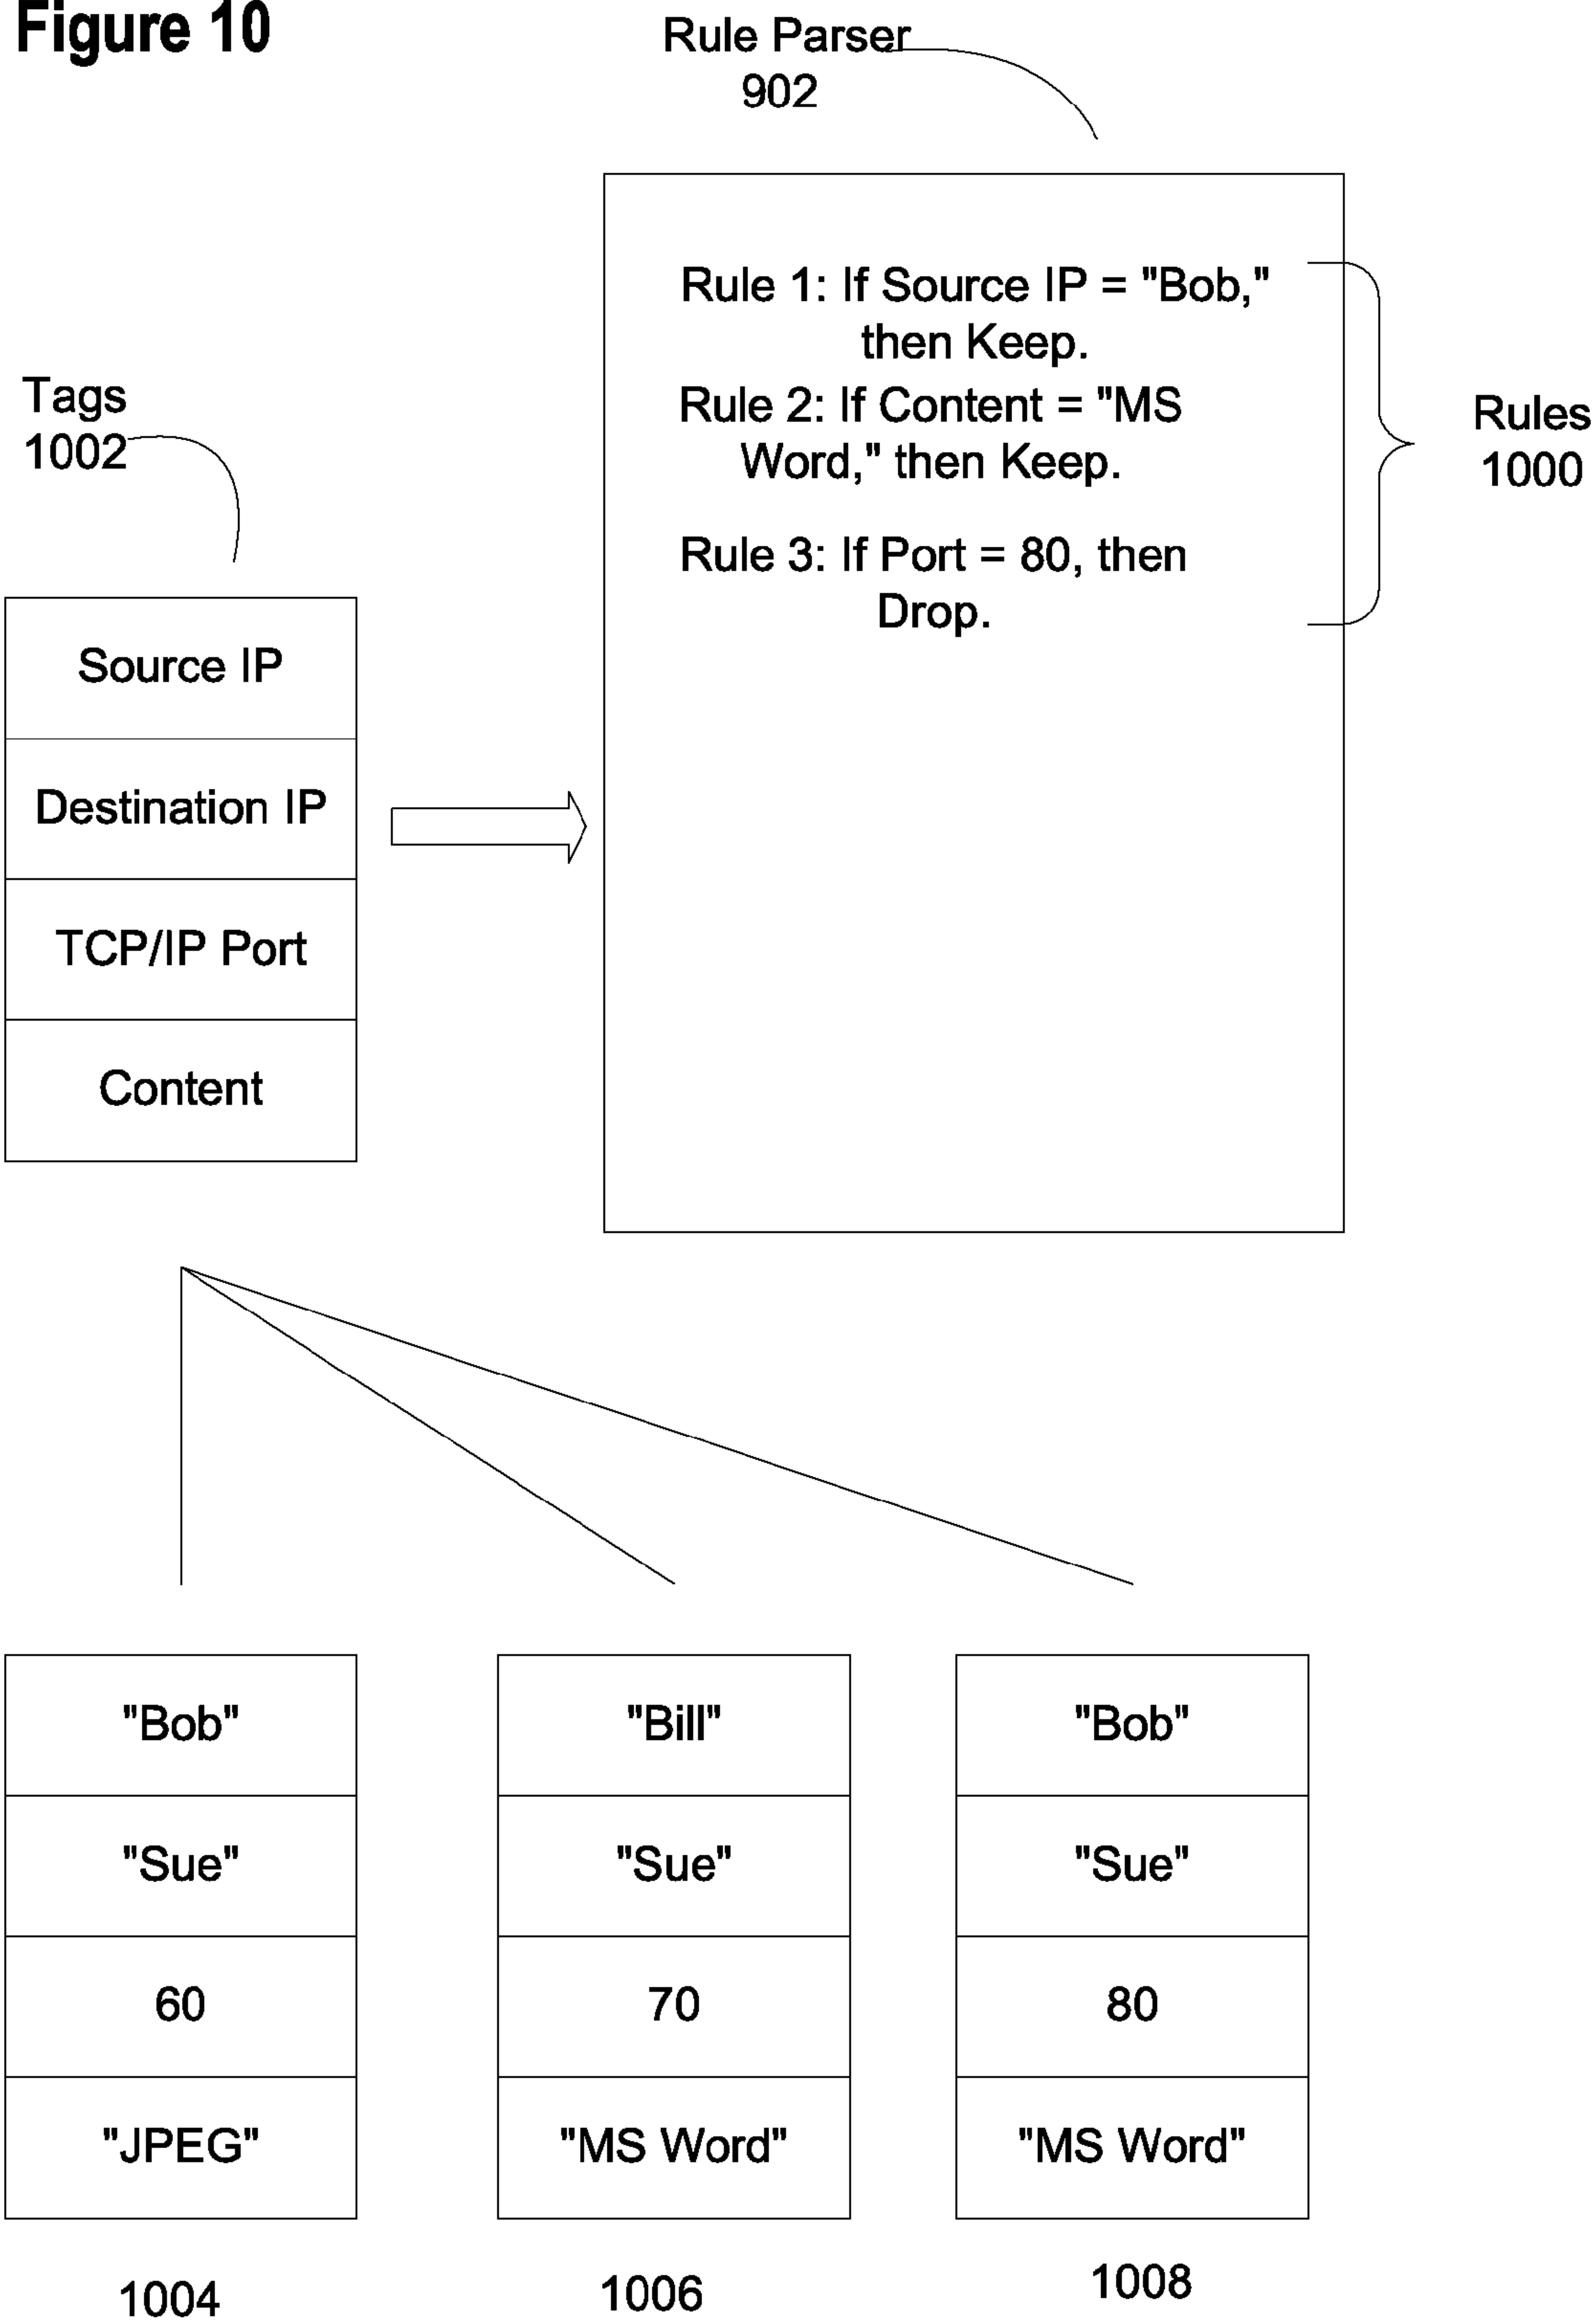 Figure 10
Rule Parser
902
Rule 1: If Source IP = "Bob,"
then Keep.
Rule 2: If Content = "MS
Word," then Keep.
Rule 3: If Port = 80, then
Drop.
Rules
1000
Tags
1002
Source IP
Destination IP
TCP/IP Port
Content
"Bob"
"Sue"
60
"JPEG"
1004
"Bill"
"Sue"
70
"MS Word"
1006
"Bob"
"Sue"
80
"MS Word"
1008